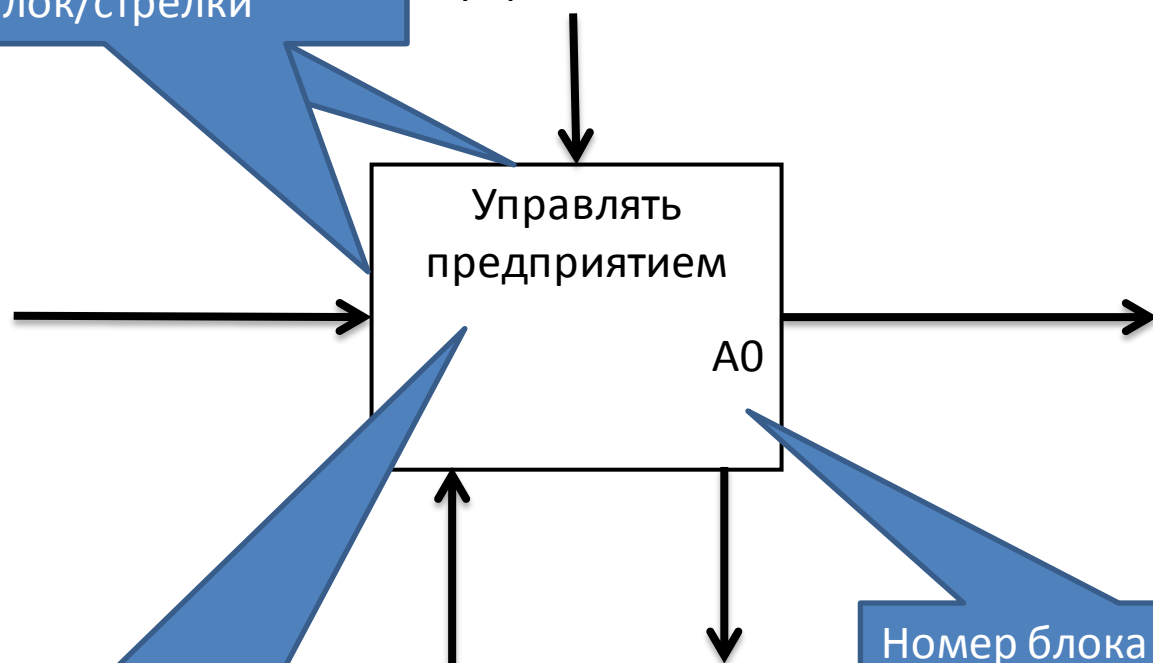 лок/стрелки
Управлять
предприятием
А0
Номер блока